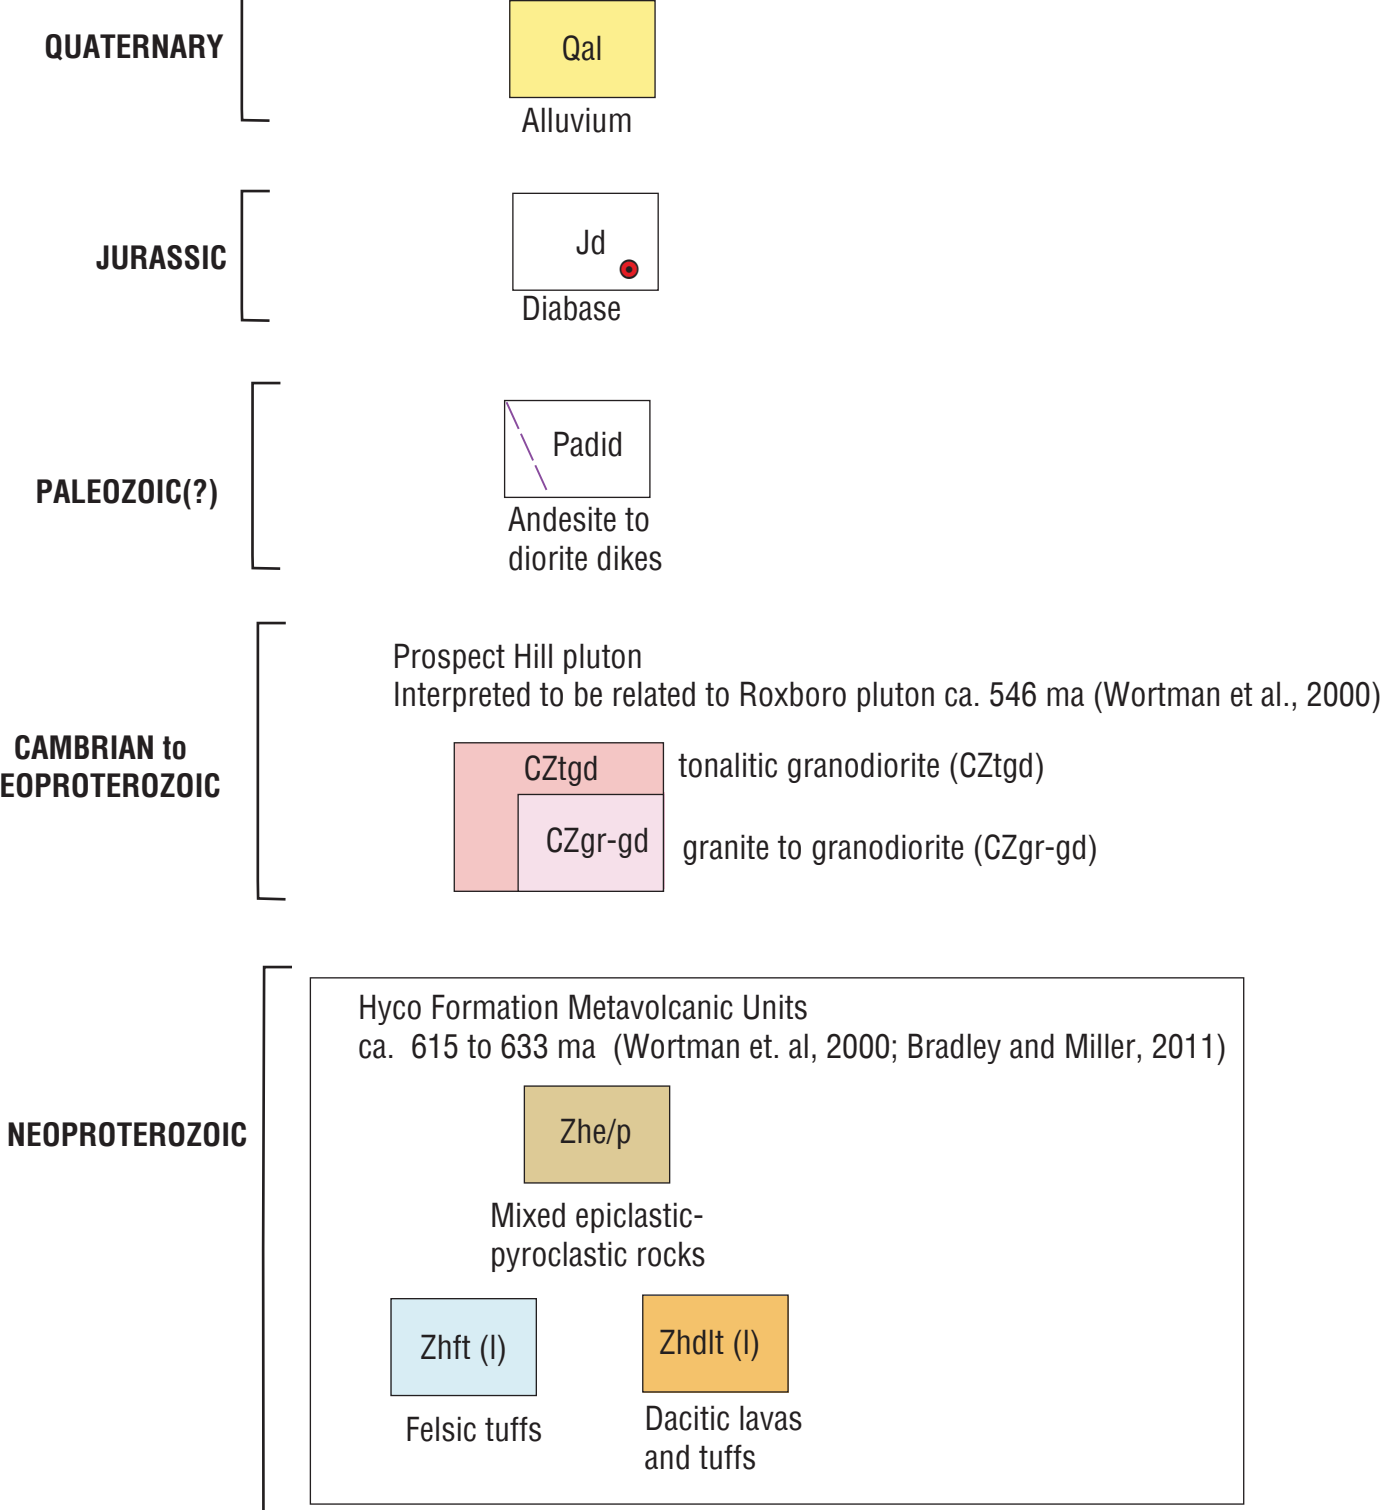 QUATERNARY
Qal
Alluvium
JURASSIC
Jd
Diabase
PALEOZOIC(?)
Padid
Andesite to
diorite dikes
CAMBRIAN to
EOPROTEROZOIC
Prospect Hill pluton
Interpreted to be related to Roxboro pluton ca. 546 ma (Wortman et al., 2000)
CZtgd
tonalitic granodiorite (CZtgd)
CZgr-gd
granite to granodiorite (CZgr-gd)
NEOPROTEROZOIC
Hyco Formation Metavolcanic Units
ca. 615 to 633 ma (Wortman et. al, 2000; Bradley and Miller, 2011)
Zhe/p
Mixed epiclastic-
pyroclastic rocks
Zhft (l)
Felsic tuffs
Zhdlt (l)
Dacitic lavas
and tuffs